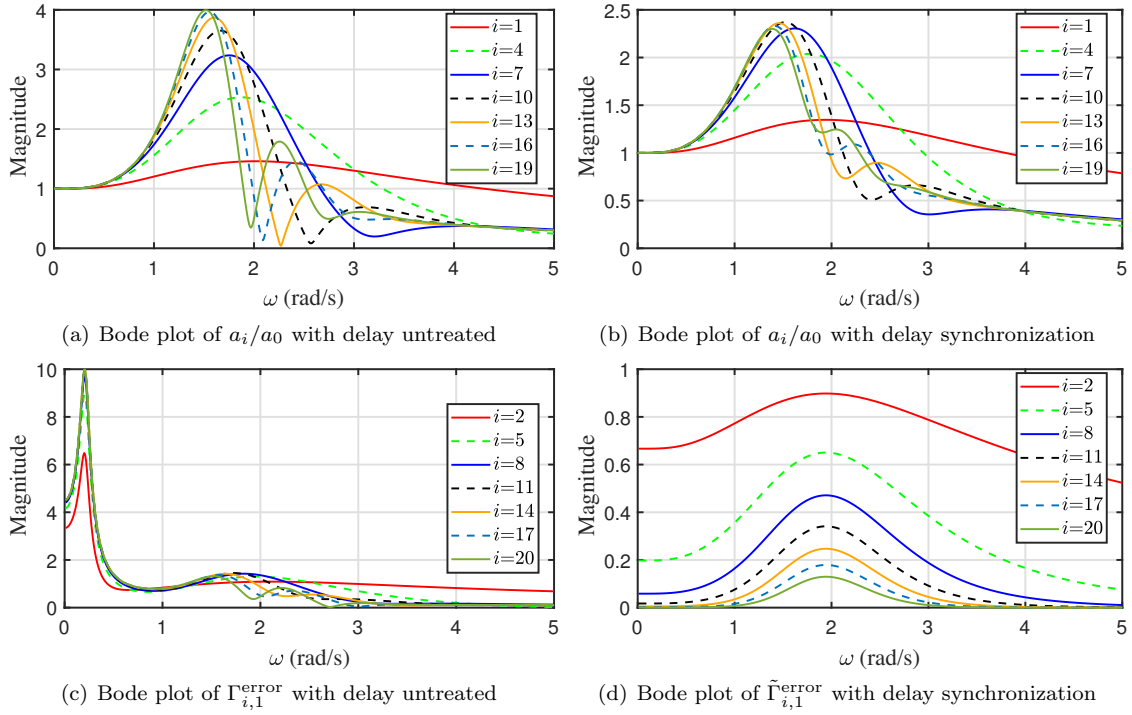 4
3
2
1
0
Magnitude
0 1 2 3 4 5
ω (rad/s)
i=1
i=4
i=7
i=10
i=13
i=16
i=19
(a) Bode plot of a_i/a_0 with delay untreated
2.5
2
1.5
1
0.5
0
Magnitude
0 1 2 3 4 5
ω (rad/s)
i=1
i=4
i=7
i=10
i=13
i=16
i=19
(b) Bode plot of a_i/a_0 with delay synchronization
10
8
6
4
2
0
Magnitude
0 1 2 3 4 5
ω (rad/s)
i=2
i=5
i=8
i=11
i=14
i=17
i=20
(c) Bode plot of Γ_{i,1}^{error} with delay untreated
1
0.8
0.6
0.4
0.2
0
Magnitude
0 1 2 3 4 5
ω (rad/s)
i=2
i=5
i=8
i=11
i=14
i=17
i=20
(d) Bode plot of Γ̃_{i,1}^{error} with delay synchronization